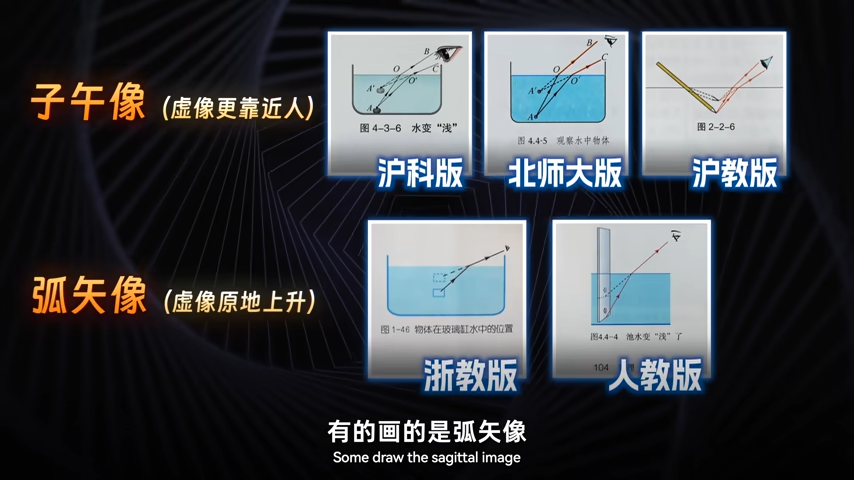 子午像 (虚像更靠近人)
B
O
C
O'
A'
A
图 4-3-6 水变“浅”
沪科版
B
C
O
O'
A'
A
图 4.4-5 观察水中物体
北师大版
图 2-2-6
沪教版
弧矢像 (虚像原地上升)
图 1-46 物体在玻璃缸水中的位置
浙教版
图4.4-4 池水变“浅”了
104
人教版
有的画的是弧矢像
Some draw the sagittal image